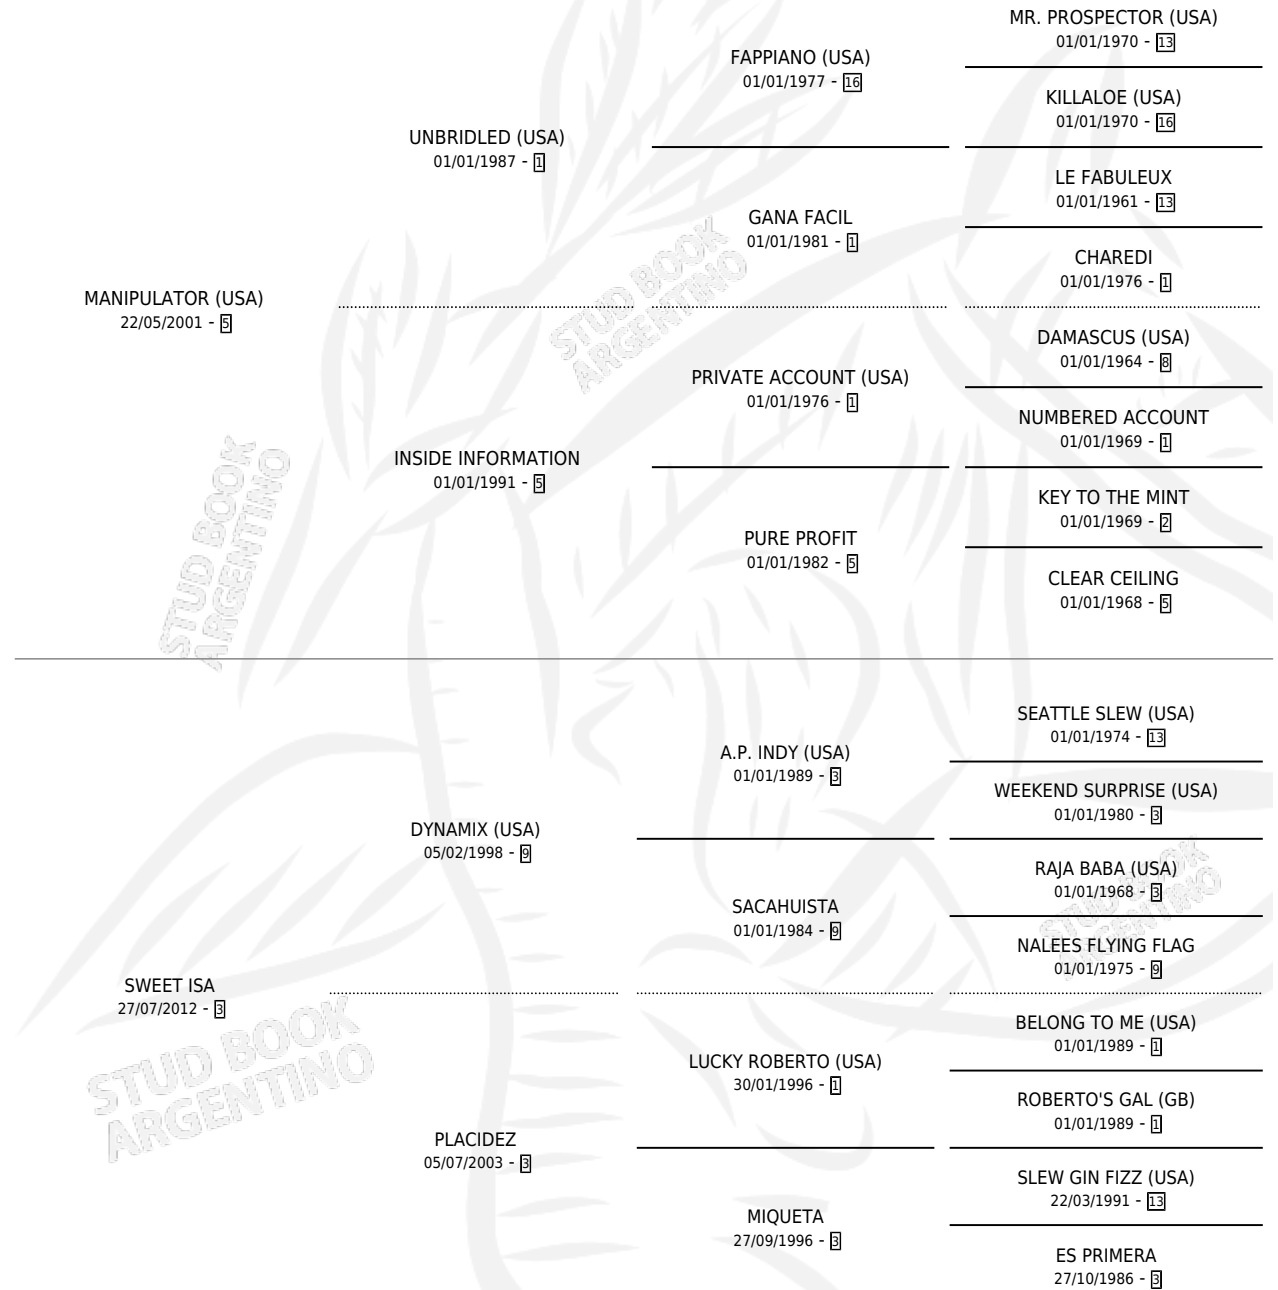 MR. PROSPECTOR (USA)
01/01/1970 - 13
FAPPIANO (USA)
01/01/1977 - 16
KILLALOE (USA)
01/01/1970 - 16
UNBRIDLED (USA)
01/01/1987 - 1
LE FABULEUX
01/01/1961 - 13
GANA FACIL
01/01/1981 - 1
CHAREDI
01/01/1976 - 1
MANIPULATOR (USA)
22/05/2001 - 5
DAMASCUS (USA)
01/01/1964 - 8
PRIVATE ACCOUNT (USA)
01/01/1976 - 1
NUMBERED ACCOUNT
01/01/1969 - 1
INSIDE INFORMATION
01/01/1991 - 5
KEY TO THE MINT
01/01/1969 - 2
PURE PROFIT
01/01/1982 - 5
CLEAR CEILING
01/01/1968 - 5
SEATTLE SLEW (USA)
01/01/1974 - 13
A.P. INDY (USA)
01/01/1989 - 3
WEEKEND SURPRISE (USA)
01/01/1980 - 3
DYNAMIX (USA)
05/02/1998 - 9
RAJA BABA (USA)
01/01/1968 - 3
SACAHUISTA
01/01/1984 - 9
NALEES FLYING FLAG
01/01/1975 - 9
SWEET ISA
27/07/2012 - 3
BELONG TO ME (USA)
01/01/1989 - 1
LUCKY ROBERTO (USA)
30/01/1996 - 1
ROBERTO'S GAL (GB)
01/01/1989 - 1
PLACIDEZ
05/07/2003 - 3
SLEW GIN FIZZ (USA)
22/03/1991 - 13
MIQUETA
27/09/1996 - 3
ES PRIMERA
27/10/1986 - 3
STUD BOOK
ARGENTINO
STUD BOOK
ARGENTINO
STUD BOOK
ARGENTINO
STUD BOOK
ARGENTINO